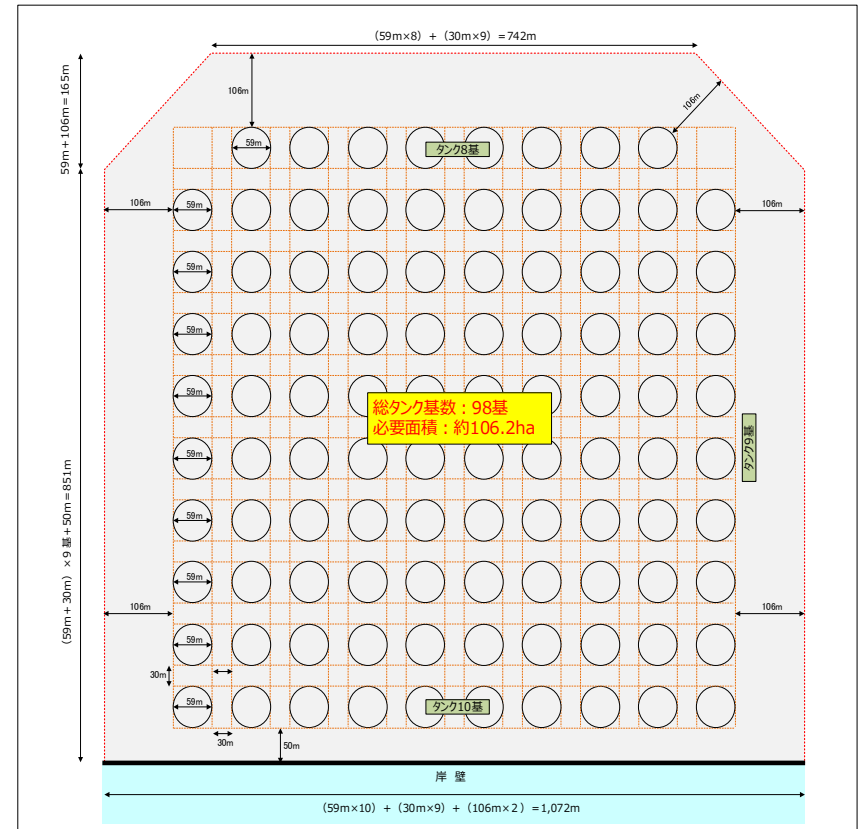 (59m×8) + (30m×9) =742m
59m+106m=165m
106m
106m
59m
タンク8基
106m
59m
106m
59m
59m
総タンク基数：98基
必要面積：約106.2ha
59m
タンク9基
59m
(59m+30m) ×9 基+50m=851m
59m
59m
106m
106m
59m
30m
59m
タンク10基
30m
50m
岸 壁
(59m×10) + (30m×9) + (106m×2) =1,072m